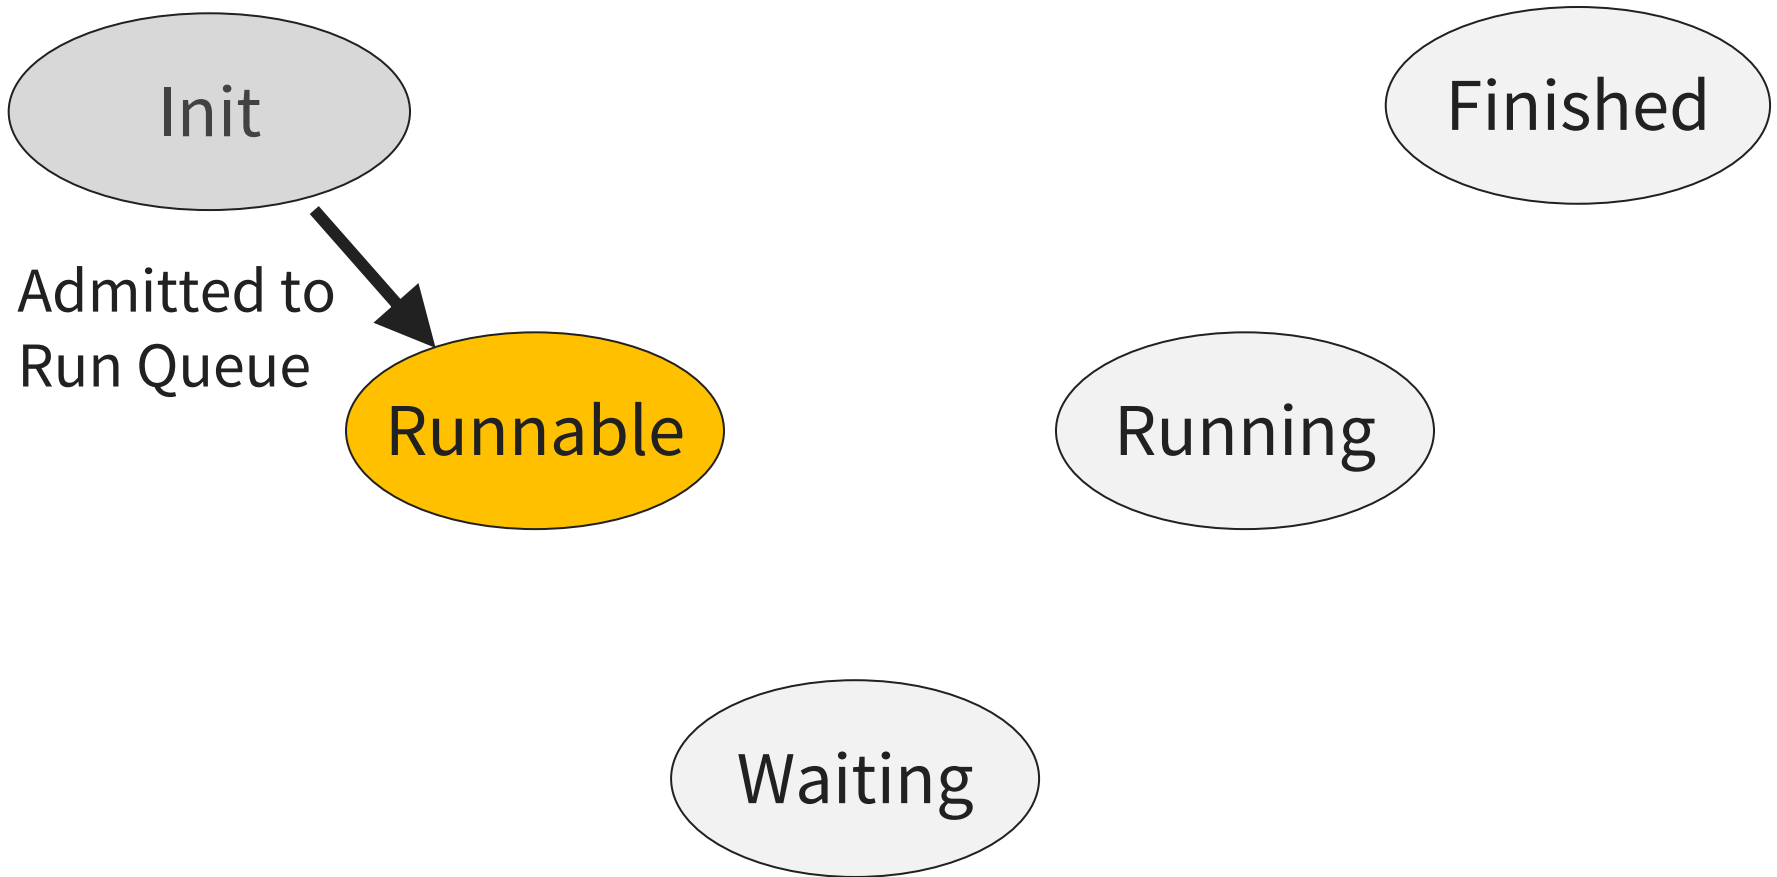 Init
Finished
Admitted to
Run Queue
Runnable
Running
Waiting